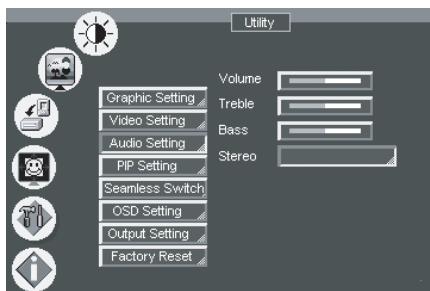 Utility
Graphic Setting
Video Setting
Audio Setting
PIP Setting
Seamless Switch
OSD Setting
Output Setting
Factory Reset
Volume
Treble
Bass
Stereo